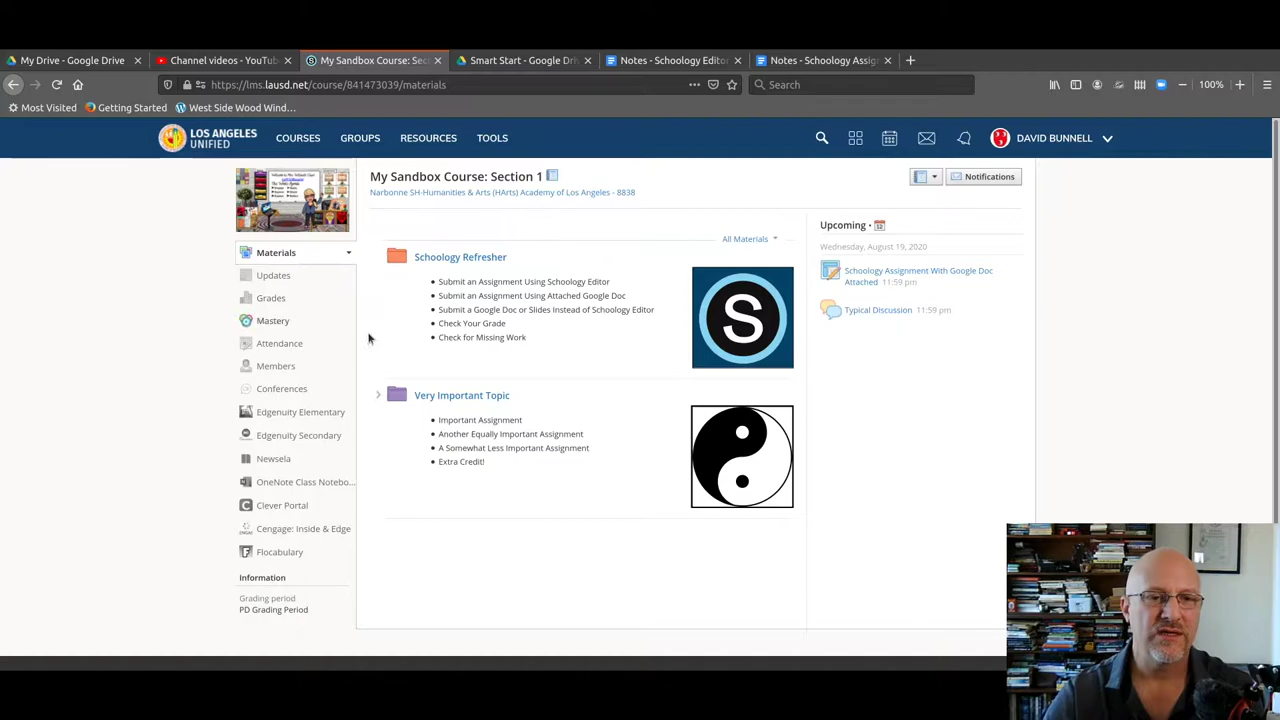 My Drive - Google Drive
Channel videos - YouTube
My Sandbox Course: Sec
Smart Start - Google Dri
Notes - Schoology Editor
Notes - Schoology Assig
https://lms.lausd.net/course/841473039/materials
Search
100%
Most Visited
Getting Started
West Side Wood Wind...
LOS ANGELES
UNIFIED
COURSES
GROUPS
RESOURCES
TOOLS
DAVID BUNNELL
My Sandbox Course: Section 1
Narbonne SH-Humanities & Arts (HArts) Academy of Los Angeles - 8838
Notifications
Materials
Updates
Grades
Mastery
Attendance
Members
Conferences
Edgenuity Elementary
Edgenuity Secondary
Newsela
OneNote Class Notebo...
Clever Portal
Cengage: Inside & Edge
Flocabulary
Information
Grading period
PD Grading Period
All Materials
Schoology Refresher
Submit an Assignment Using Schoology Editor
Submit an Assignment Using Attached Google Doc
Submit a Google Doc or Slides Instead of Schoology Editor
Check Your Grade
Check for Missing Work
S
Very Important Topic
Important Assignment
Another Equally Important Assignment
A Somewhat Less Important Assignment
Extra Credit!
Upcoming
Wednesday, August 19, 2020
Schoology Assignment With Google Doc
Attached 11:59 pm
Typical Discussion 11:59 pm